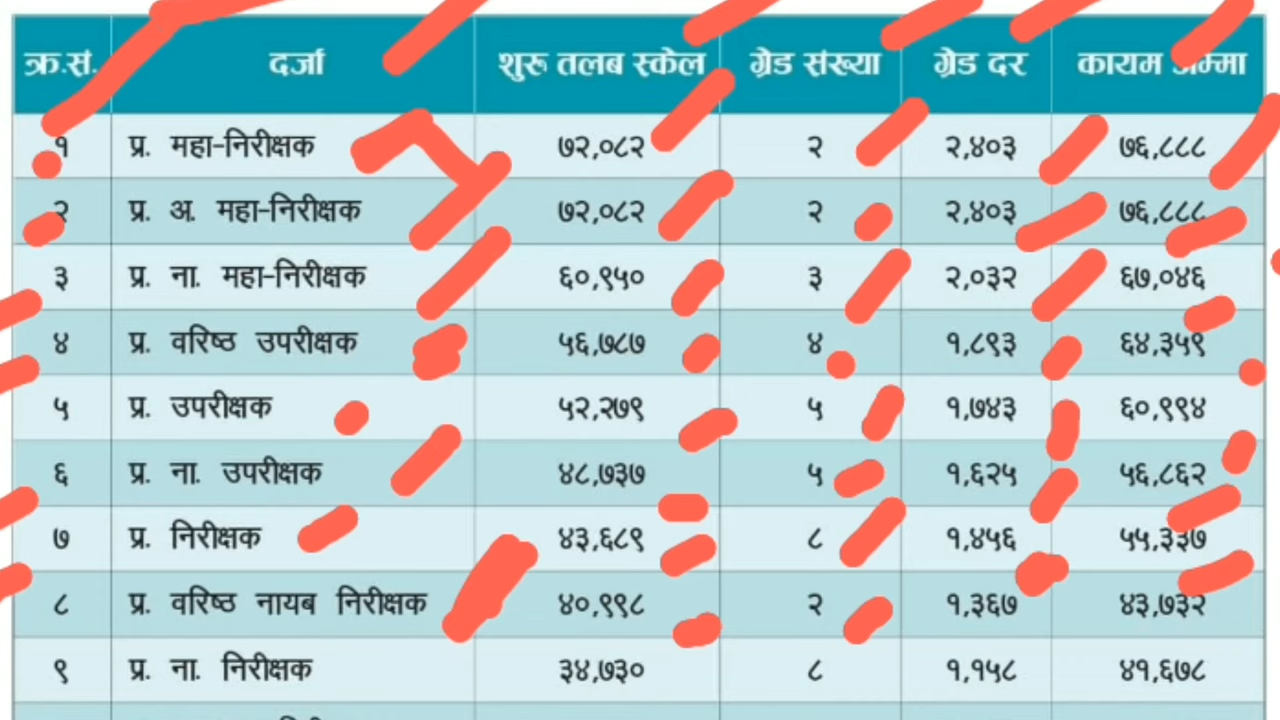 क्र.सं. दर्जा शुरू तलब स्केल ग्रेड संख्या ग्रेड दर कायम जम्मा
१ प्र. महा-निरीक्षक ७२,०८२ २ २,४०३ ७६,८८८
२ प्र. अ. महा-निरीक्षक ७२,०८२ २ २,४०३ ७६,८८८
३ प्र. ना. महा-निरीक्षक ६०,९५० ३ २,०३२ ६७,०४६
४ प्र. वरिष्ठ उपरीक्षक ५६,७८७ ४ १,८९३ ६४,३५९
५ प्र. उपरीक्षक ५२,२७९ ५ १,७४३ ६०,९९४
६ प्र. ना. उपरीक्षक ४८,७३७ ५ १,६२५ ५६,८६२
७ प्र. निरीक्षक ४३,६८९ ८ १,४५६ ५५,३३७
८ प्र. वरिष्ठ नायब निरीक्षक ४०,९९८ २ १,३६७ ४३,७३२
९ प्र. ना. निरीक्षक ३४,७३० ८ १,१५८ ४१,६७८